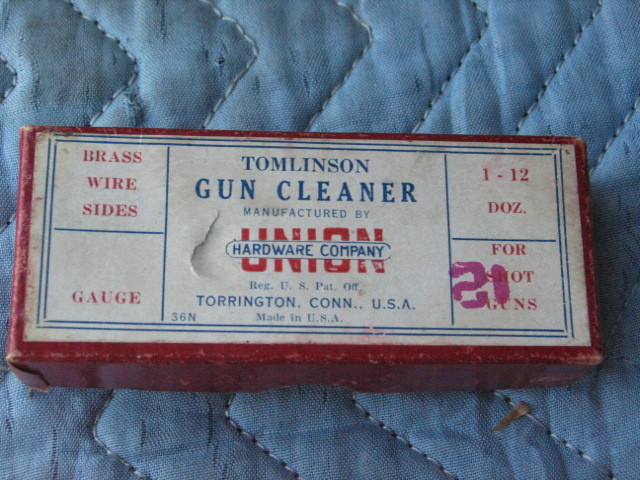 BRASS
WIRE
SIDES
GAUGE
TOMLINSON
GUN CLEANER
MANUFACTURED BY
UNION
HARDWARE COMPANY
Reg. U. S. Pat. Off.
TORRINGTON, CONN., U.S.A.
36N
Made in U.S.A.
1 - 12
DOZ.
FOR
SHOT
GUNS